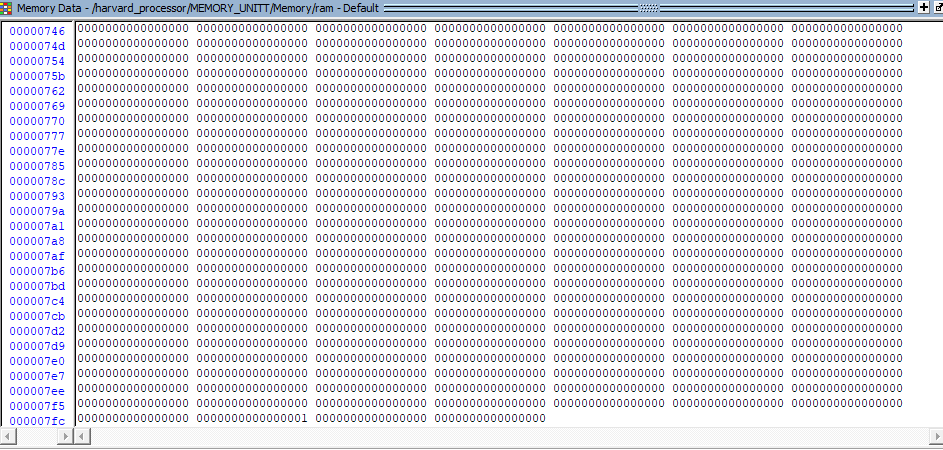 Memory Data - /harvard_processor/MEMORY_UNITT/Memory/ram - Default
00000746 0000000000000000 0000000000000000 0000000000000000 0000000000000000 0000000000000000 0000000000000000 0000000000000000
0000074d 0000000000000000 0000000000000000 0000000000000000 0000000000000000 0000000000000000 0000000000000000 0000000000000000
00000754 0000000000000000 0000000000000000 0000000000000000 0000000000000000 0000000000000000 0000000000000000 0000000000000000
0000075b 0000000000000000 0000000000000000 0000000000000000 0000000000000000 0000000000000000 0000000000000000 0000000000000000
00000762 0000000000000000 0000000000000000 0000000000000000 0000000000000000 0000000000000000 0000000000000000 0000000000000000
00000769 0000000000000000 0000000000000000 0000000000000000 0000000000000000 0000000000000000 0000000000000000 0000000000000000
00000770 0000000000000000 0000000000000000 0000000000000000 0000000000000000 0000000000000000 0000000000000000 0000000000000000
00000777 0000000000000000 0000000000000000 0000000000000000 0000000000000000 0000000000000000 0000000000000000 0000000000000000
0000077e 0000000000000000 0000000000000000 0000000000000000 0000000000000000 0000000000000000 0000000000000000 0000000000000000
00000785 0000000000000000 0000000000000000 0000000000000000 0000000000000000 0000000000000000 0000000000000000 0000000000000000
0000078c 0000000000000000 0000000000000000 0000000000000000 0000000000000000 0000000000000000 0000000000000000 0000000000000000
00000793 0000000000000000 0000000000000000 0000000000000000 0000000000000000 0000000000000000 0000000000000000 0000000000000000
0000079a 0000000000000000 0000000000000000 0000000000000000 0000000000000000 0000000000000000 0000000000000000 0000000000000000
000007a1 0000000000000000 0000000000000000 0000000000000000 0000000000000000 0000000000000000 0000000000000000 0000000000000000
000007a8 0000000000000000 0000000000000000 0000000000000000 0000000000000000 0000000000000000 0000000000000000 0000000000000000
000007af 0000000000000000 0000000000000000 0000000000000000 0000000000000000 0000000000000000 0000000000000000 0000000000000000
000007b6 0000000000000000 0000000000000000 0000000000000000 0000000000000000 0000000000000000 0000000000000000 0000000000000000
000007bd 0000000000000000 0000000000000000 0000000000000000 0000000000000000 0000000000000000 0000000000000000 0000000000000000
000007c4 0000000000000000 0000000000000000 0000000000000000 0000000000000000 0000000000000000 0000000000000000 0000000000000000
000007cb 0000000000000000 0000000000000000 0000000000000000 0000000000000000 0000000000000000 0000000000000000 0000000000000000
000007d2 0000000000000000 0000000000000000 0000000000000000 0000000000000000 0000000000000000 0000000000000000 0000000000000000
000007d9 0000000000000000 0000000000000000 0000000000000000 0000000000000000 0000000000000000 0000000000000000 0000000000000000
000007e0 0000000000000000 0000000000000000 0000000000000000 0000000000000000 0000000000000000 0000000000000000 0000000000000000
000007e7 0000000000000000 0000000000000000 0000000000000000 0000000000000000 0000000000000000 0000000000000000 0000000000000000
000007ee 0000000000000000 0000000000000000 0000000000000000 0000000000000000 0000000000000000 0000000000000000 0000000000000000
000007f5 0000000000000000 0000000000000000 0000000000000000 0000000000000000 0000000000000000 0000000000000000 0000000000000000
000007fc 0000000000000000 0000000000000001 0000000000000000 0000000000000000